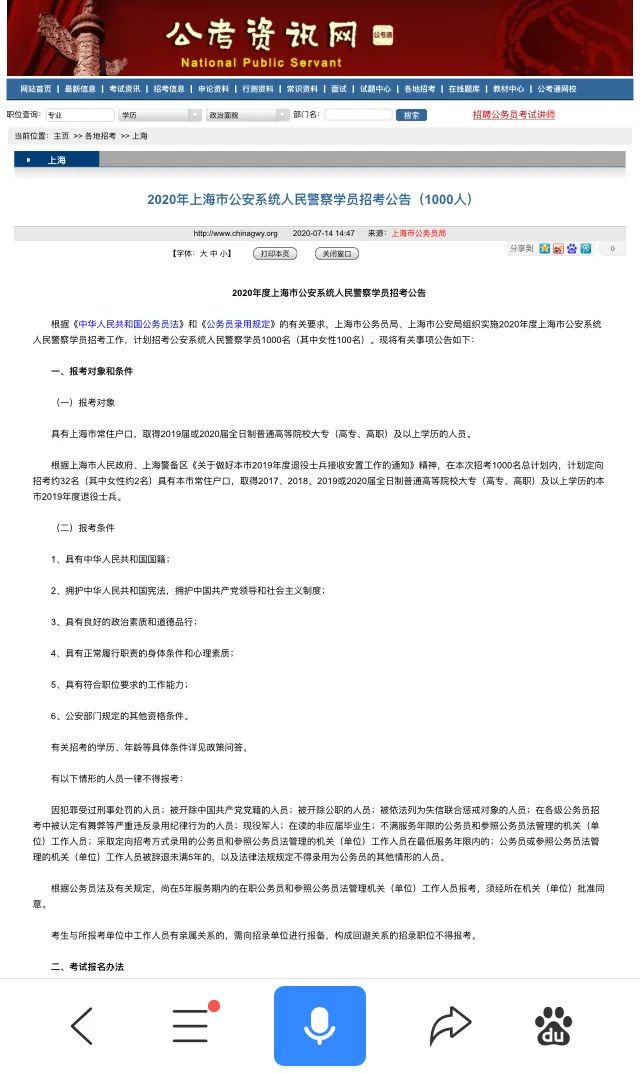 公考资讯网
公考通
National Public Servant
网站首页 | 最新信息 | 考试资讯 | 招考信息 | 申论资料 | 行测资料 | 常识资料 | 面试 | 试题中心 | 各地招考 | 在线题库 | 教材中心 | 公考通网校
职位查询: 专业 学历 政治面貌 部门名: 搜索 招聘公务员考试讲师
当前位置: 主页 >> 各地招考 >> 上海
上海
2020年上海市公安系统人民警察学员招考公告（1000人）
http://www.chinagwy.org 2020-07-14 14:47 来源: 上海市公务员局
【字体: 大 中 小】 打印本页 关闭窗口 分享到 0
2020年度上海市公安系统人民警察学员招考公告
根据《中华人民共和国公务员法》和《公务员录用规定》的有关要求，上海市公务员局、上海市公安局组织实施2020年度上海市公安系统
人民警察学员招考工作，计划招考公安系统人民警察学员1000名（其中女性100名）。现将有关事项公告如下:
一、报考对象和条件
（一）报考对象
具有上海市常住户口，取得2019届或2020届全日制普通高等院校大专（高专、高职）及以上学历的人员。
根据上海市人民政府、上海警备区《关于做好本市2019年度退役士兵接收安置工作的通知》精神，在本次招考1000名总计划内，计划定向
招考约32名（其中女性约2名）具有本市常住户口，取得2017、2018、2019或2020届全日制普通高等院校大专（高专、高职）及以上学历的本
市2019年度退役士兵。
（二）报考条件
1、具有中华人民共和国国籍；
2、拥护中华人民共和国宪法，拥护中国共产党领导和社会主义制度；
3、具有良好的政治素质和道德品行；
4、具有正常履行职责的身体条件和心理素质；
5、具有符合职位要求的工作能力；
6、公安部门规定的其他资格条件。
有关招考的学历、年龄等具体条件详见政策问答。
有以下情形的人员一律不得报考：
因犯罪受过刑事处罚的人员；被开除中国共产党党籍的人员；被开除公职的人员；被依法列为失信联合惩戒对象的人员；在各级公务员招
考中被认定有舞弊等严重违反录用纪律行为的人员；现役军人；在读的非应届毕业生；不满服务年限的公务员和参照公务员法管理的机关（单
位）工作人员；采取定向招考方式录用的公务员和参照公务员法管理的机关（单位）工作人员在最低服务年限内的；公务员或参照公务员法管
理的机关（单位）工作人员被辞退未满5年的，以及法律法规规定不得录用为公务员的其他情形的人员。
根据公务员法及有关规定，尚在5年服务期内的在职公务员和参照公务员法管理机关（单位）工作人员报考，须经所在机关（单位）批准同
意。
考生与所报考单位中工作人员有亲属关系的，需向招录单位进行报备，构成回避关系的招录职位不得报考。
二、考试报名办法
du